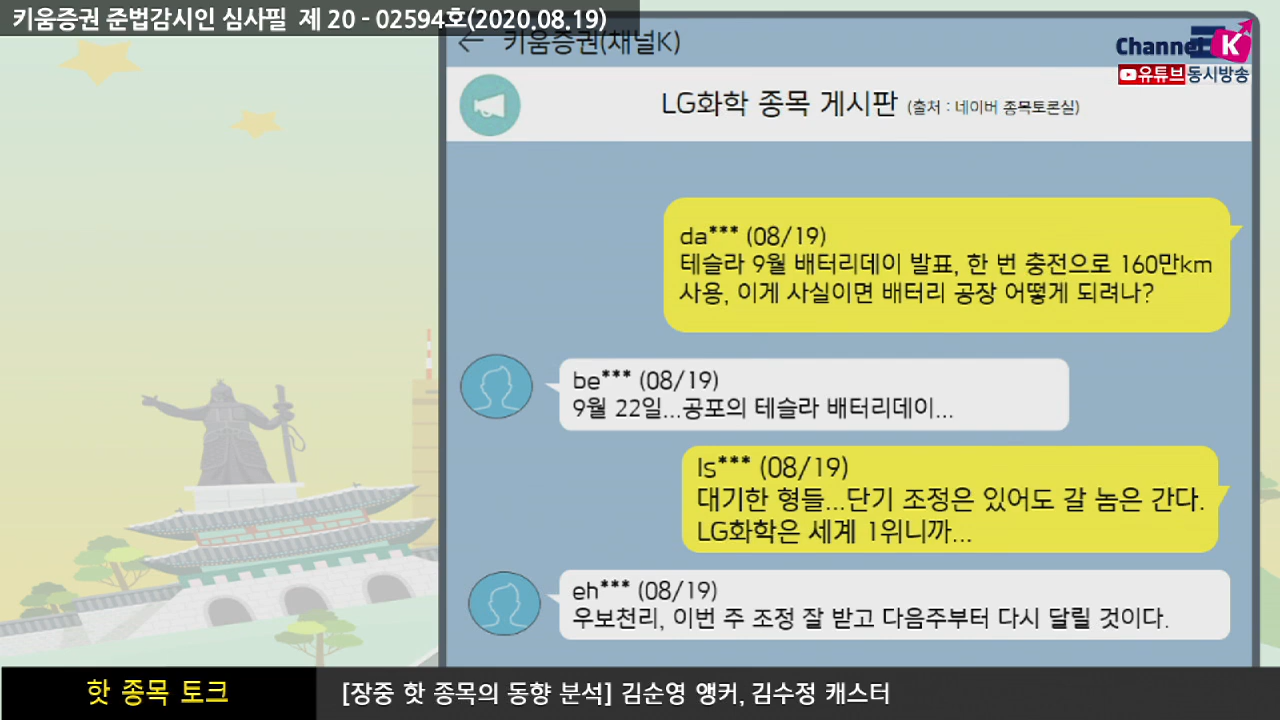 키움증권 준법감시인 심사필 제 20 - 02594호(2020.08.19)
← 키움증권(채널K)
Channel K
유튜브동시방송
LG화학 종목 게시판 (출처 : 네이버 종목토론실)
da*** (08/19)
테슬라 9월 배터리데이 발표, 한 번 충전으로 160만km
사용, 이게 사실이면 배터리 공장 어떻게 되려나?
be*** (08/19)
9월 22일...공포의 테슬라 배터리데이...
ls*** (08/19)
대기한 형들...단기 조정은 있어도 갈 놈은 간다.
LG화학은 세계 1위니까...
eh*** (08/19)
우보천리, 이번 주 조정 잘 받고 다음주부터 다시 달릴 것이다.
핫 종목 토크
[장중 핫 종목의 동향 분석] 김순영 앵커, 김수정 캐스터